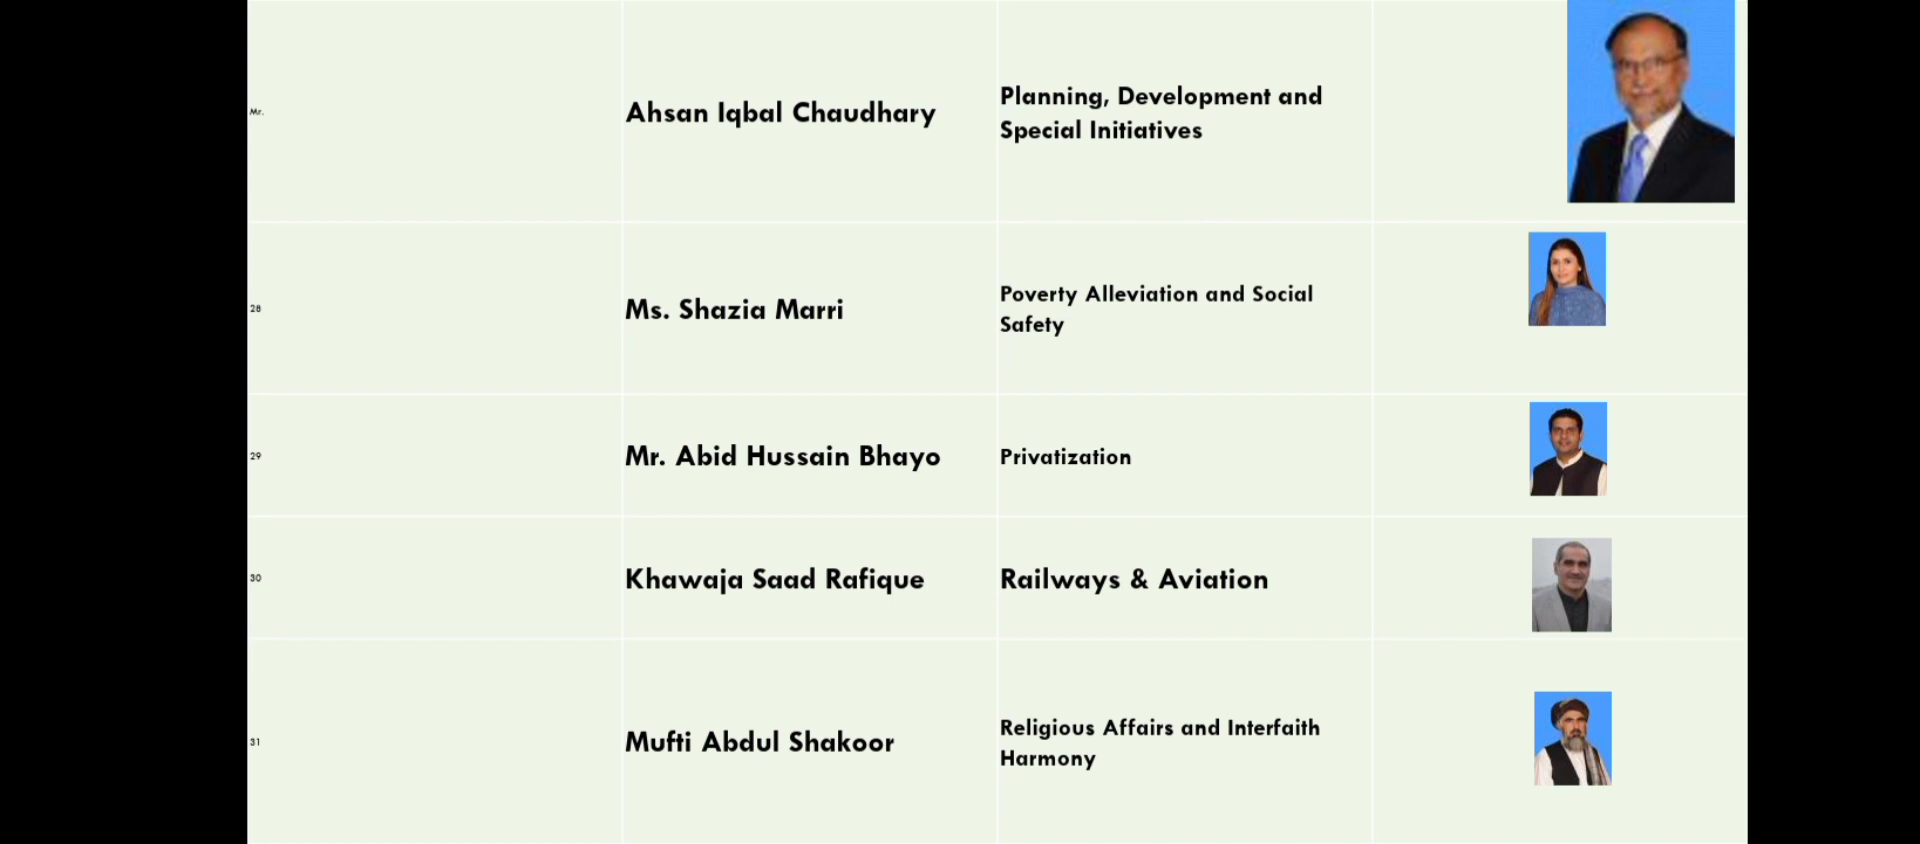 Mr.
Ahsan Iqbal Chaudhary
Planning, Development and
Special Initiatives
28
Ms. Shazia Marri
Poverty Alleviation and Social
Safety
29
Mr. Abid Hussain Bhayo
Privatization
30
Khawaja Saad Rafique
Railways & Aviation
31
Mufti Abdul Shakoor
Religious Affairs and Interfaith
Harmony